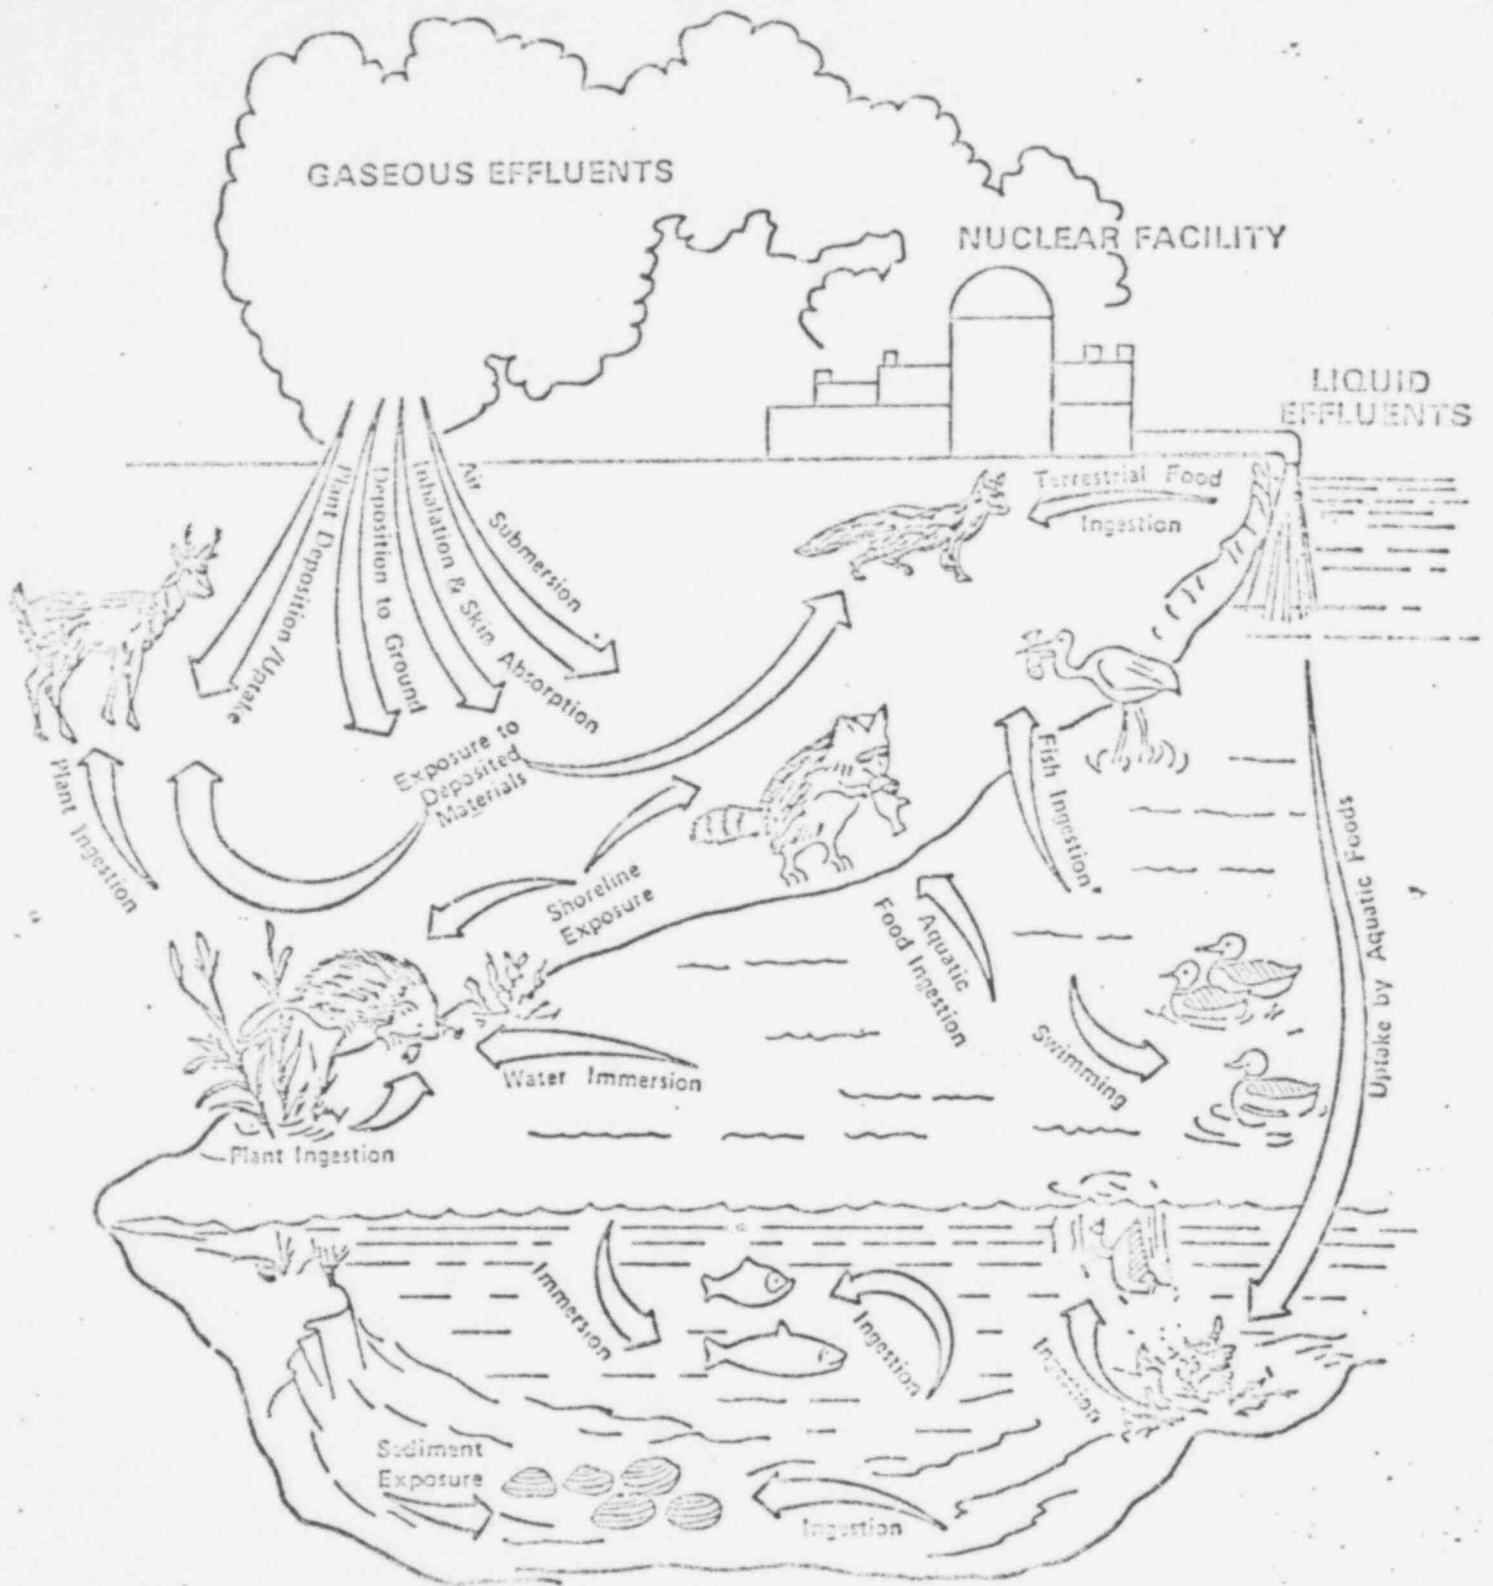 GASEOUS EFFLUENTS
NUCLEAR FACILITY
LIQUID
EFFLUENTS
Plant Deposition/Uptake
Deposition to Ground
Inhalation & Skin Absorption
Air Submersion
Terrestrial Food
Ingestion
Exposure to
Deposited
Materials
Plant Ingestion
Shoreline
Exposure
Fish Ingestion
Aquatic
Food Ingestion
Uptake by Aquatic Foods
Swimming
Water Immersion
Plant Ingestion
Immersion
Ingestion
Ingestion
Sediment
Exposure
Ingestion